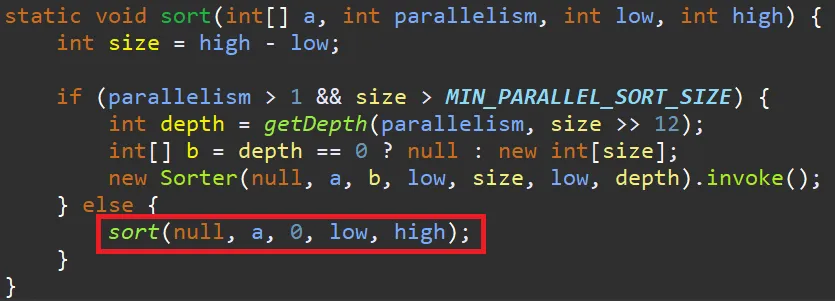 static void sort(int[] a, int parallelism, int low, int high) {
    int size = high - low;

    if (parallelism > 1 && size > MIN_PARALLEL_SORT_SIZE) {
        int depth = getDepth(parallelism, size >> 12);
        int[] b = depth == 0 ? null : new int[size];
        new Sorter(null, a, b, low, size, low, depth).invoke();
    } else {
        sort(null, a, 0, low, high);
    }
}